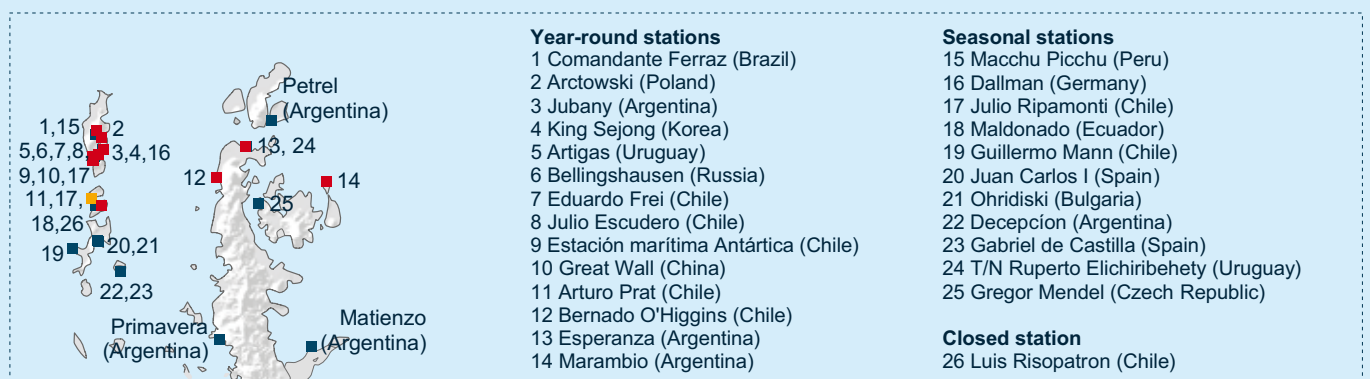 Petrel
(Argentina)
1,15
2
5,6,7,8
3,4,16
13, 24
9,10,17
12
14
11,17,
25
18,26
19
20,21
22,23
Primavera
(Argentina)
Matienzo
(Argentina)
Year-round stations
1 Comandante Ferraz (Brazil)
2 Arctowski (Poland)
3 Jubany (Argentina)
4 King Sejong (Korea)
5 Artigas (Uruguay)
6 Bellingshausen (Russia)
7 Eduardo Frei (Chile)
8 Julio Escudero (Chile)
9 Estación marítima Antártica (Chile)
10 Great Wall (China)
11 Arturo Prat (Chile)
12 Bernado O'Higgins (Chile)
13 Esperanza (Argentina)
14 Marambio (Argentina)
Seasonal stations
15 Macchu Picchu (Peru)
16 Dallman (Germany)
17 Julio Ripamonti (Chile)
18 Maldonado (Ecuador)
19 Guillermo Mann (Chile)
20 Juan Carlos I (Spain)
21 Ohridiski (Bulgaria)
22 Decepcíon (Argentina)
23 Gabriel de Castilla (Spain)
24 T/N Ruperto Elichiribehety (Uruguay)
25 Gregor Mendel (Czech Republic)
Closed station
26 Luis Risopatron (Chile)